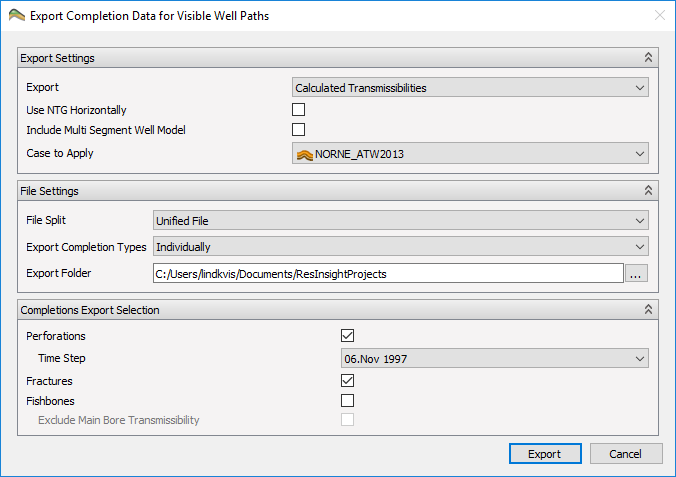 Export Completion Data for Visible Well Paths
Export Settings
Export Calculated Transmissibilities
Use NTG Horizontally
Include Multi Segment Well Model
Case to Apply NORNE_ATW2013
File Settings
File Split Unified File
Export Completion Types Individually
Export Folder C:/Users/lindkvis/Documents/ResInsightProjects ...
Completions Export Selection
Perforations
Time Step 06.Nov 1997
Fractures
Fishbones
Exclude Main Bore Transmissibility
Export Cancel